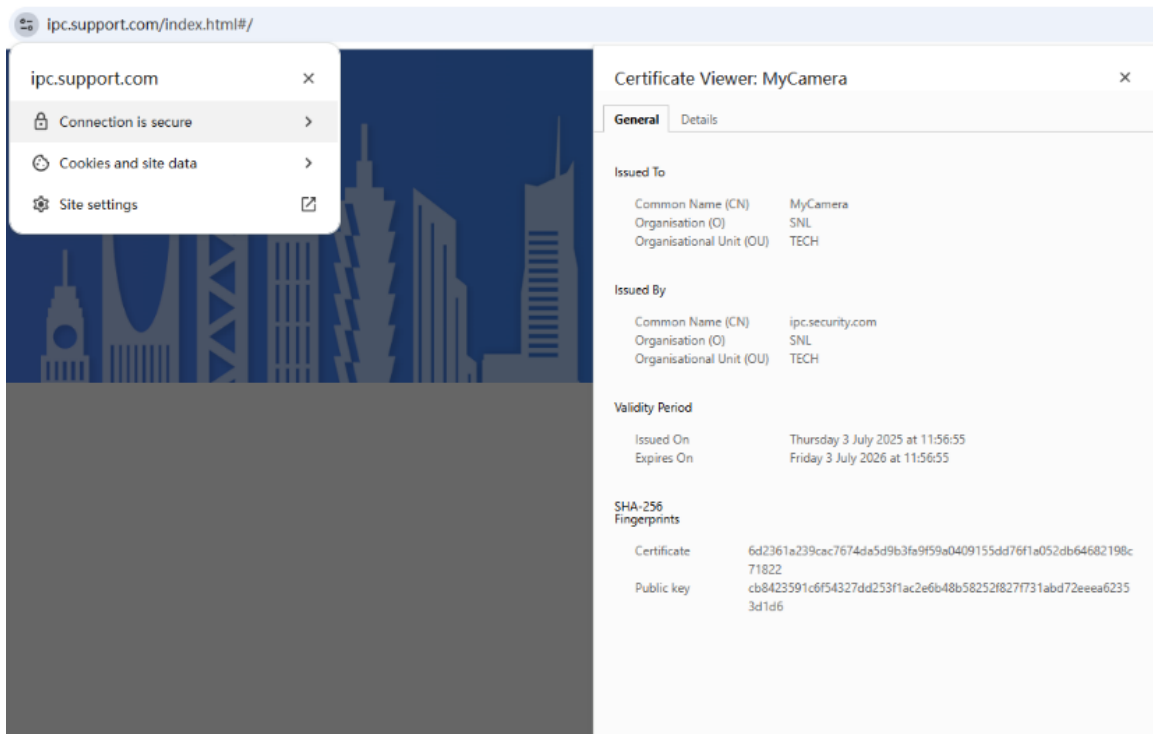 ipc.support.com/index.html#/
ipc.support.com
Connection is secure
Cookies and site data
Site settings
Certificate Viewer: MyCamera
General Details
Issued To
Common Name (CN) MyCamera
Organisation (O) SNL
Organisational Unit (OU) TECH
Issued By
Common Name (CN) ipc.security.com
Organisation (O) SNL
Organisational Unit (OU) TECH
Validity Period
Issued On Thursday 3 July 2025 at 11:56:55
Expires On Friday 3 July 2026 at 11:56:55
SHA-256
Fingerprints
Certificate 6d2361a239cac7674da5d9b3fa9f59a0409155dd76f1a052db64682198c
71822
Public key cb8423591c6f54327dd253f1ac2e6b48b58252f827f731abd72eeea6235
3d1d6